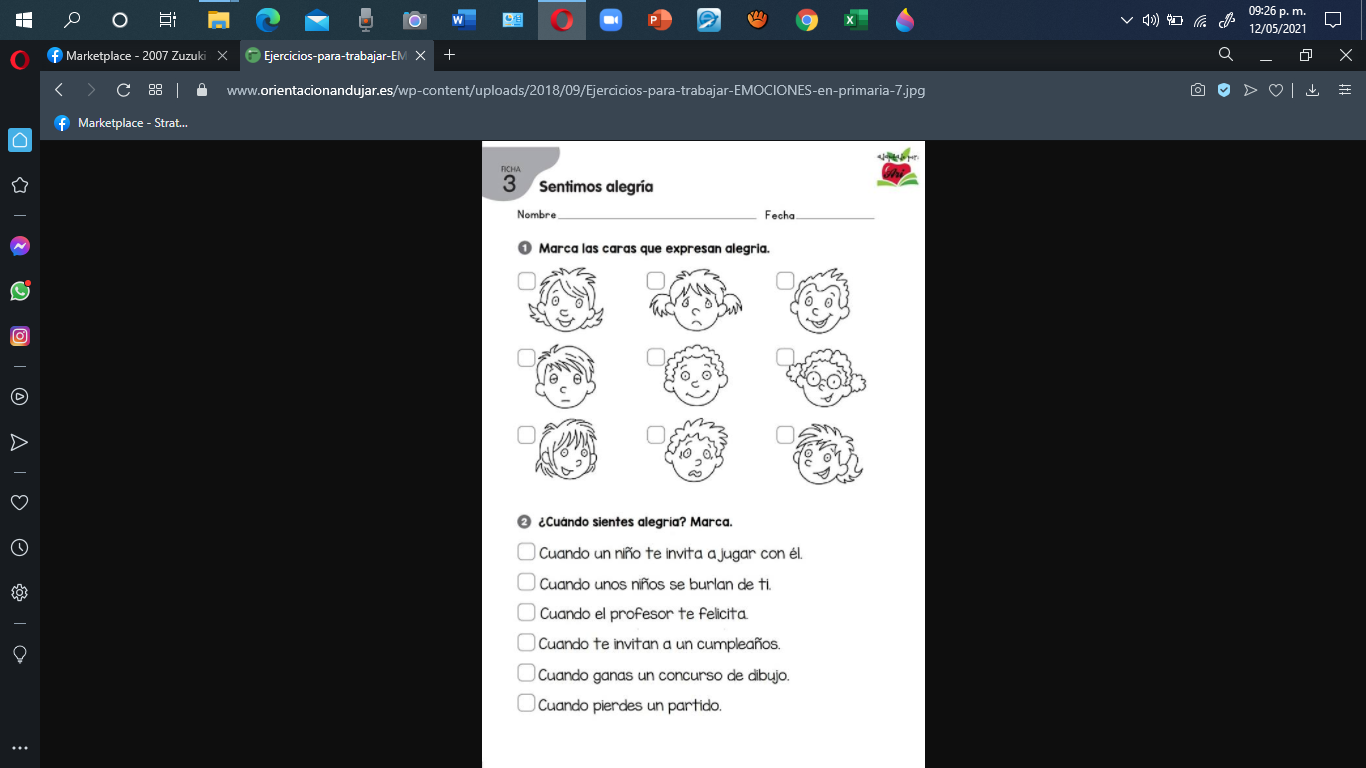 09:26 p. m.
12/05/2021
Marketplace - 2007 Zuzuki
Ejercicios-para-trabajar-EM
www.orientacionandujar.es/wp-content/uploads/2018/09/Ejercicios-para-trabajar-EMOCIONES-en-primaria-7.jpg
Marketplace - Strat...
FICHA
3
Sentimos alegría
Nombre Fecha
1 Marca las caras que expresan alegría.
2 ¿Cuándo sientes alegría? Marca.
Cuando un niño te invita a jugar con él.
Cuando unos niños se burlan de ti.
Cuando el profesor te felicita.
Cuando te invitan a un cumpleaños.
Cuando ganas un concurso de dibujo.
Cuando pierdes un partido.